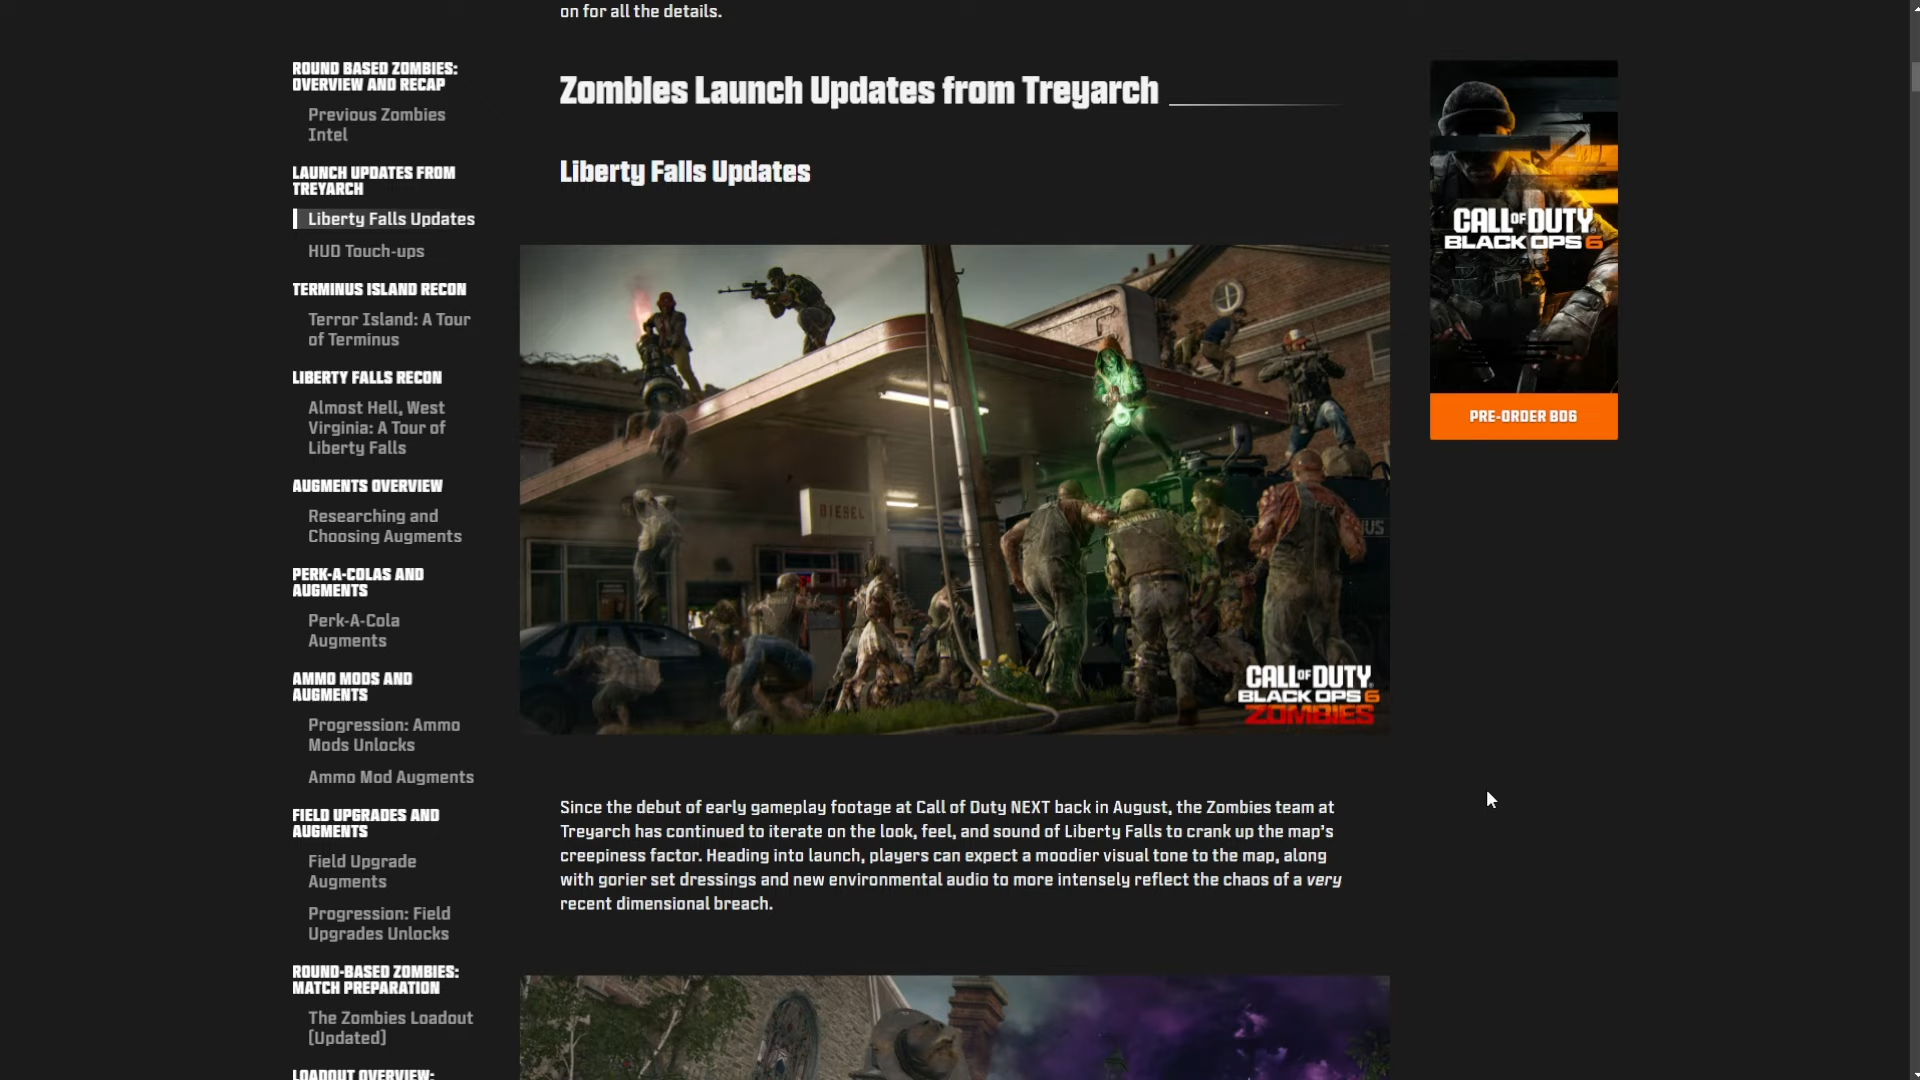 on for all the details.
ROUND BASED ZOMBIES:
OVERVIEW AND RECAP
Previous Zombies
Intel
LAUNCH UPDATES FROM
TREYARCH
Liberty Falls Updates
HUD Touch-ups
TERMINUS ISLAND RECON
Terror Island: A Tour
of Terminus
LIBERTY FALLS RECON
Almost Hell, West
Virginia: A Tour of
Liberty Falls
AUGMENTS OVERVIEW
Researching and
Choosing Augments
PERK-A-COLAS AND
AUGMENTS
Perk-A-Cola
Augments
AMMO MODS AND
AUGMENTS
Progression: Ammo
Mods Unlocks
Ammo Mod Augments
FIELD UPGRADES AND
AUGMENTS
Field Upgrade
Augments
Progression: Field
Upgrades Unlocks
ROUND-BASED ZOMBIES:
MATCH PREPARATION
The Zombies Loadout
(Updated)
LOADOUT OVERVIEW:
Zombies Launch Updates from Treyarch
Liberty Falls Updates
DIESEL
CALL OF DUTY
BLACK OPS 6
ZOMBIES
Since the debut of early gameplay footage at Call of Duty NEXT back in August, the Zombies team at
Treyarch has continued to iterate on the look, feel, and sound of Liberty Falls to crank up the map's
creepiness factor. Heading into launch, players can expect a moodier visual tone to the map, along
with gorier set dressings and new environmental audio to more intensely reflect the chaos of a very
recent dimensional breach.
CALL OF DUTY
BLACK OPS 6
PRE-ORDER BO6